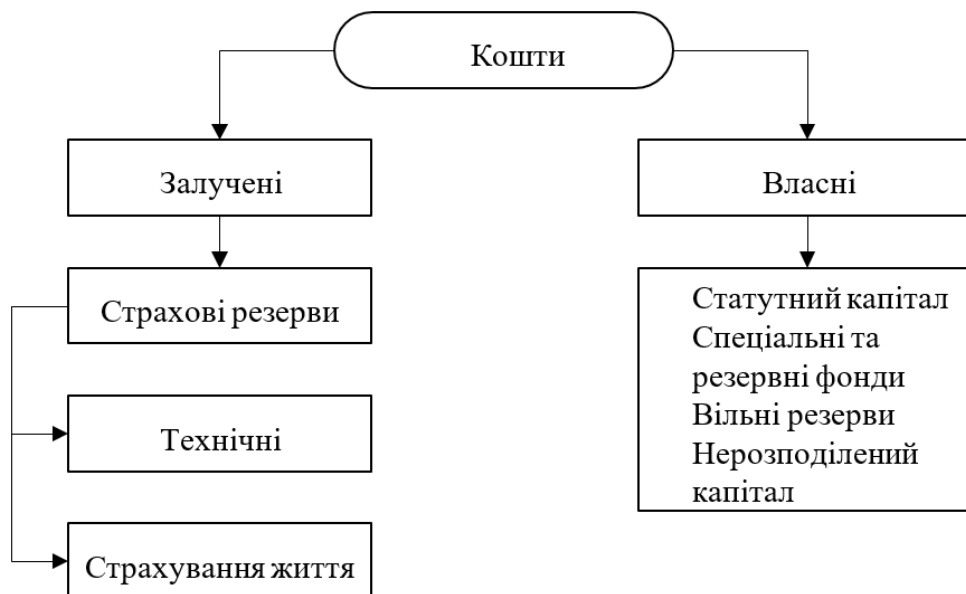 Кошти
Залучені
Власні
Страхові резерви
Технічні
Страхування життя
Статутний капітал
Спеціальні та
резервні фонди
Вільні резерви
Нерозподілений
капітал